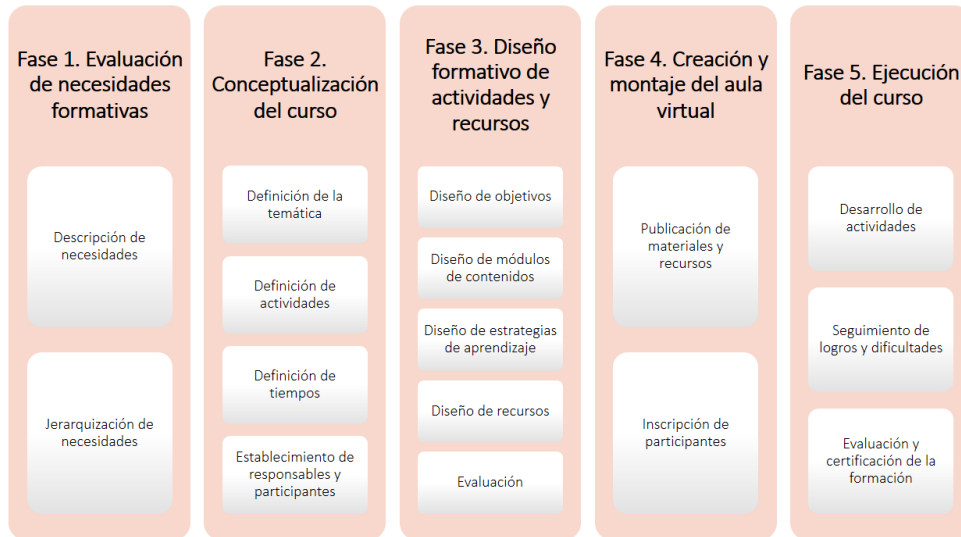 Fase 1. Evaluación
de necesidades
formativas
Descripción de
necesidades
Jerarquización de
necesidades
Fase 2.
Conceptualización
del curso
Definición de la
temática
Definición de
actividades
Definición de
tiempos
Establecimiento de
responsables y
participantes
Fase 3. Diseño
formativo de
actividades y
recursos
Diseño de objetivos
Diseño de módulos
de contenidos
Diseño de estrategias
de aprendizaje
Diseño de recursos
Evaluación
Fase 4. Creación y
montaje del aula
virtual
Publicación de
materiales y
recursos
Inscripción de
participantes
Fase 5. Ejecución
del curso
Desarrollo de
actividades
Seguimiento de
logros y dificultades
Evaluación y
certificación de la
formación